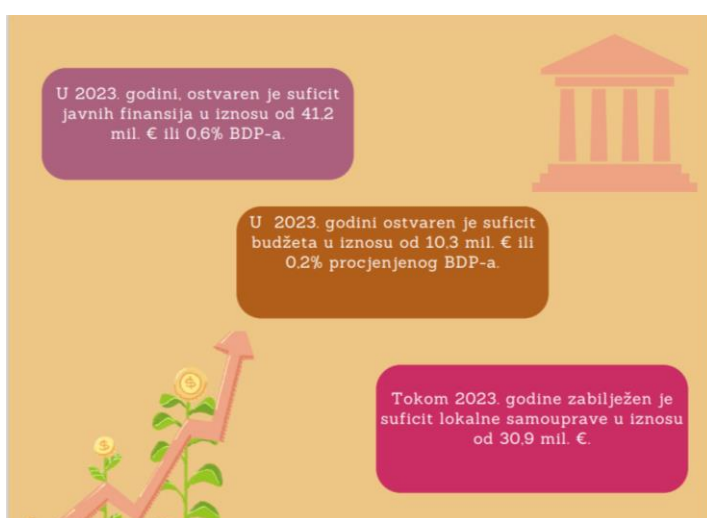 U 2023. godini, ostvaren je suficit
javnih finansija u iznosu od 41,2
mil. € ili 0,6% BDP-a.
U 2023. godini ostvaren je suficit
budžeta u iznosu od 10,3 mil. € ili
0,2% procjenjenog BDP-a.
Tokom 2023. godine zabilježen je
suficit lokalne samouprave u iznosu
od 30,9 mil. €.
$
$